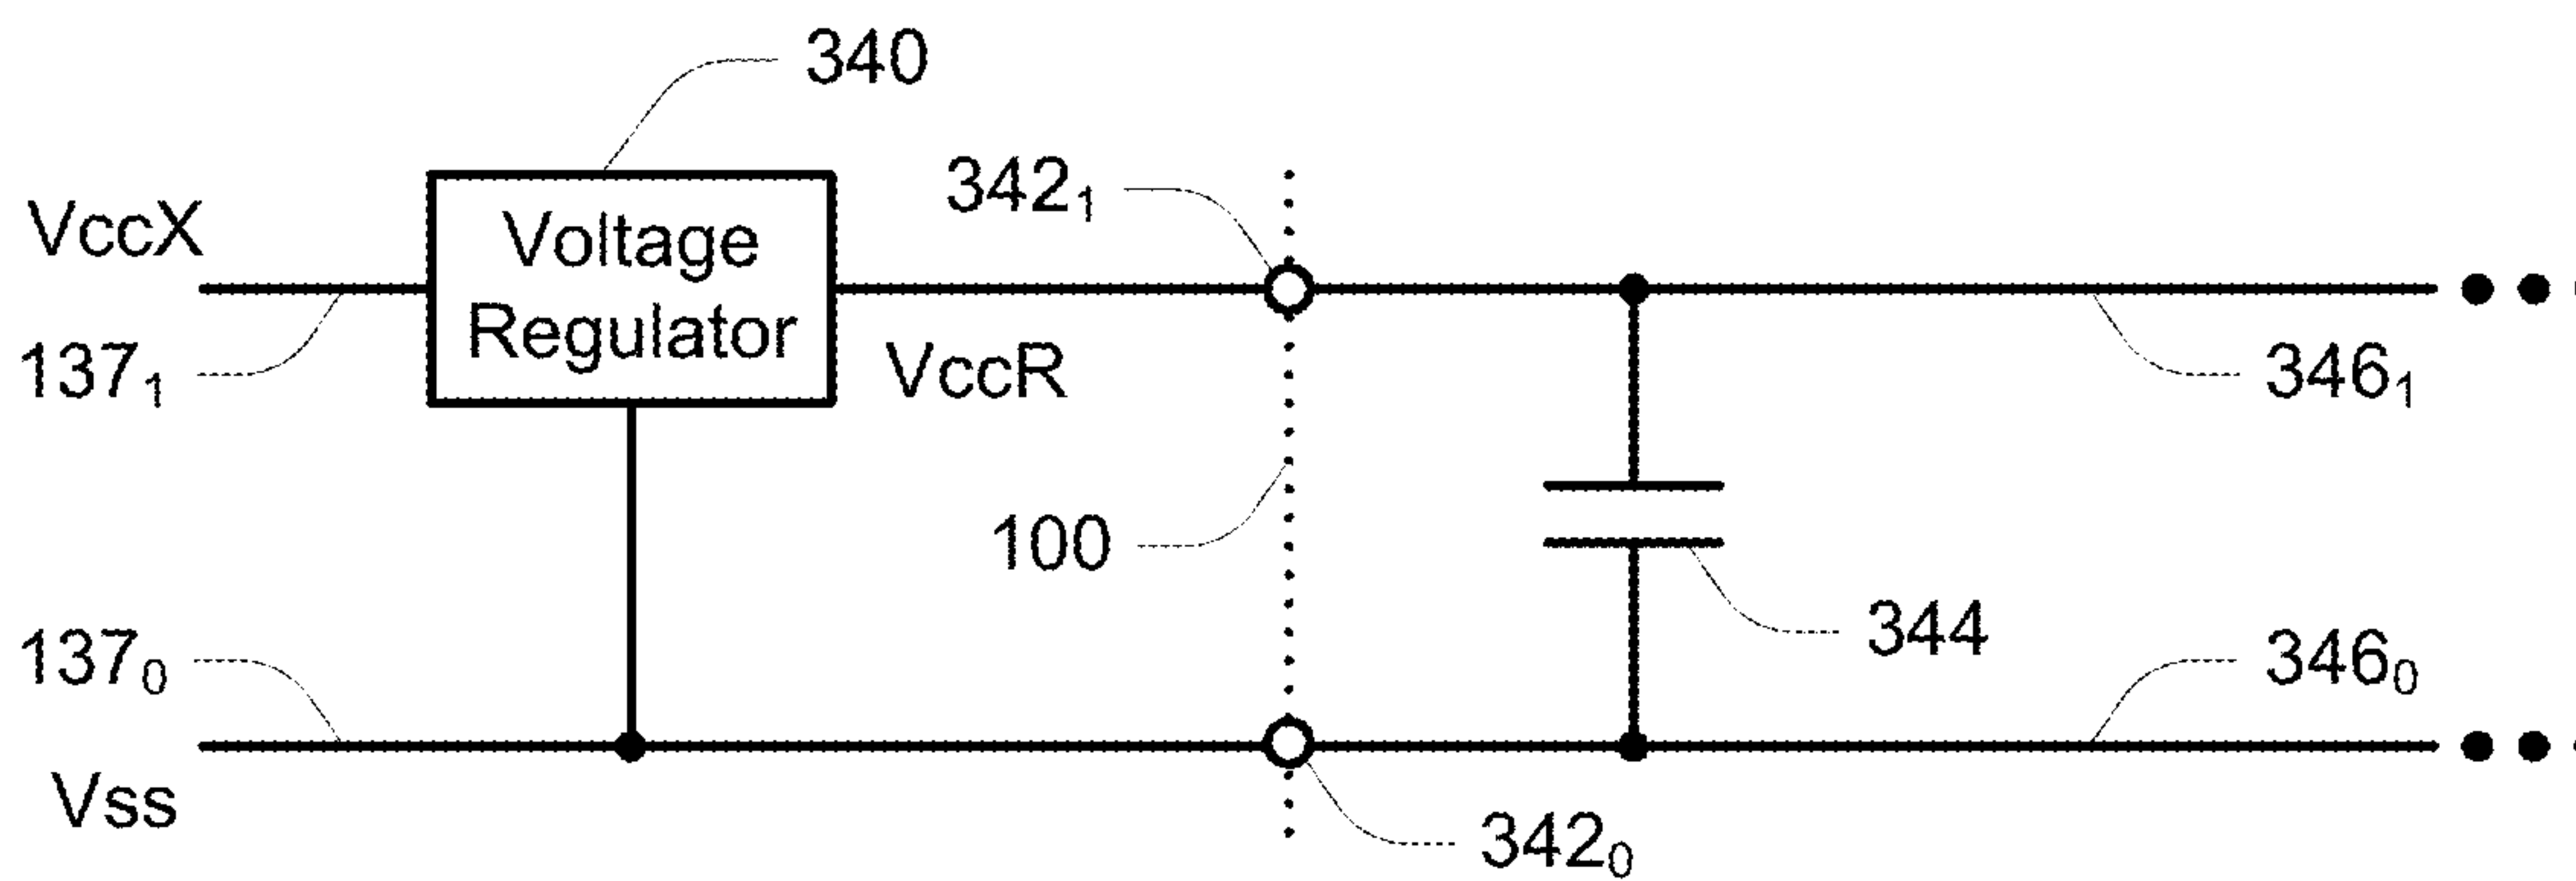 340
342₁
VccX
Voltage
Regulator
VccR
137₁
346₁
100
344
137₀
346₀
Vss
342₀